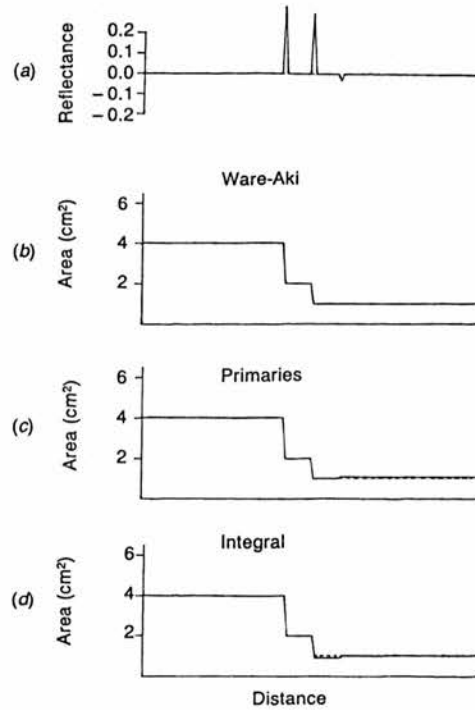 (a)
Reflectance
0.2
0.1
0.0
−0.1
−0.2
Ware-Aki
(b)
Area (cm²)
6
4
2
Primaries
(c)
Area (cm²)
6
4
2
Integral
(d)
Area (cm²)
6
4
2
Distance